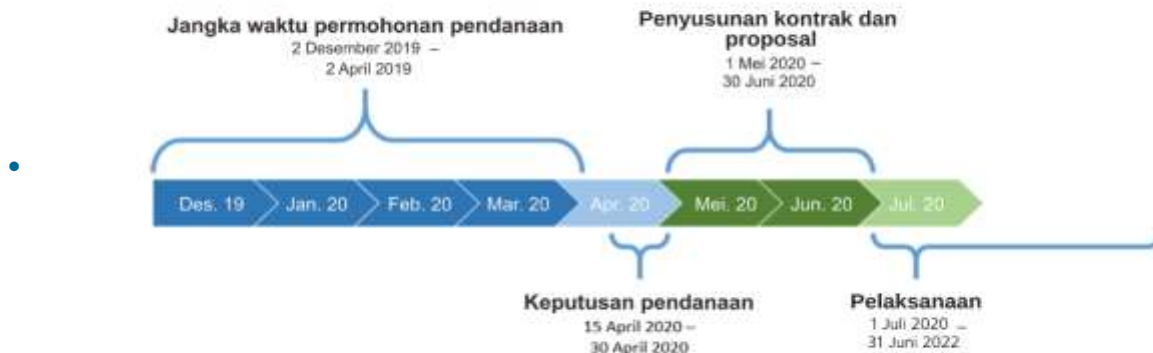 Jangka waktu permohonan pendanaan
2 Desember 2019 –
2 April 2019
Penyusunan kontrak dan
proposal
1 Mei 2020 –
30 Juni 2020
Des. 19
Jan. 20
Feb. 20
Mar. 20
Apr. 20
Mei. 20
Jun. 20
Jul. 20
Keputusan pendanaan
15 April 2020 –
30 April 2020
Pelaksanaan
1 Juli 2020 –
31 Juni 2022